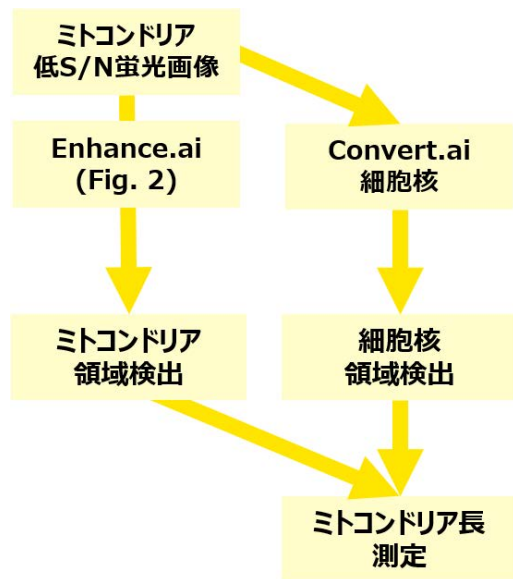 ミトコンドリア
低S/N蛍光画像
Enhance.ai
(Fig. 2)
Convert.ai
細胞核
ミトコンドリア
領域検出
細胞核
領域検出
ミトコンドリア長
測定